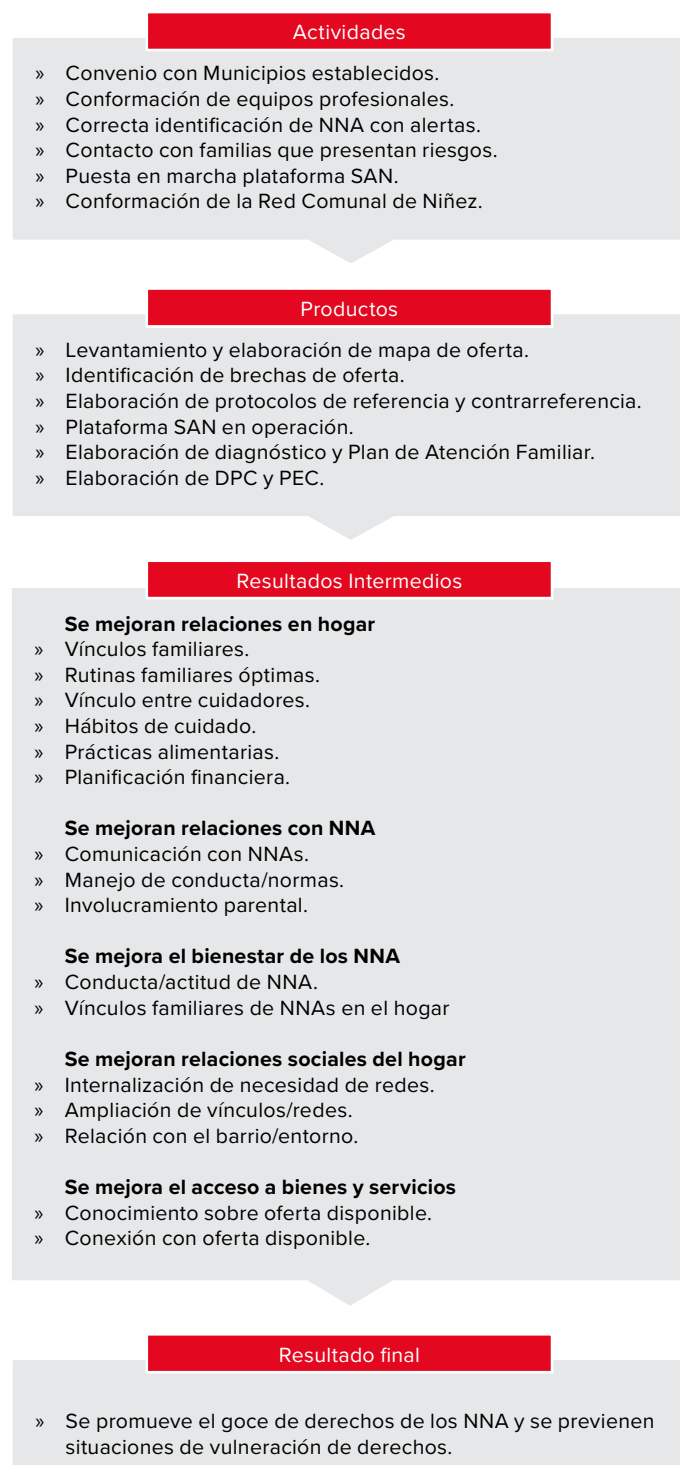 Actividades
» Convenio con Municipios establecidos.
» Conformación de equipos profesionales.
» Correcta identificación de NNA con alertas.
» Contacto con familias que presentan riesgos.
» Puesta en marcha plataforma SAN.
» Conformación de la Red Comunal de Niñez.
Productos
» Levantamiento y elaboración de mapa de oferta.
» Identificación de brechas de oferta.
» Elaboración de protocolos de referencia y contrarreferencia.
» Plataforma SAN en operación.
» Elaboración de diagnóstico y Plan de Atención Familiar.
» Elaboración de DPC y PEC.
Resultados Intermedios
Se mejoran relaciones en hogar
» Vínculos familiares.
» Rutinas familiares óptimas.
» Vínculo entre cuidadores.
» Hábitos de cuidado.
» Prácticas alimentarias.
» Planificación financiera.
Se mejoran relaciones con NNA
» Comunicación con NNAs.
» Manejo de conducta/normas.
» Involucramiento parental.
Se mejora el bienestar de los NNA
» Conducta/actitud de NNA.
» Vínculos familiares de NNAs en el hogar
Se mejoran relaciones sociales del hogar
» Internalización de necesidad de redes.
» Ampliación de vínculos/redes.
» Relación con el barrio/entorno.
Se mejora el acceso a bienes y servicios
» Conocimiento sobre oferta disponible.
» Conexión con oferta disponible.
Resultado final
» Se promueve el goce de derechos de los NNA y se previenen
situaciones de vulneración de derechos.